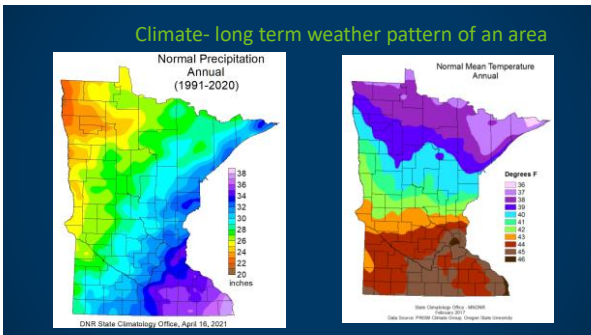 Climate- long term weather pattern of an area
Normal Precipitation
Annual
(1991-2020)
38
36
34
32
30
28
26
24
22
20
inches
DNR State Climatology Office, April 16, 2021
Normal Mean Temperature
Annual
Degrees F
36
37
38
39
40
41
42
43
44
45
46
State Climatology Office - MNDNR
February 2017
Data Source: PRISM Climate Group, Oregon State University